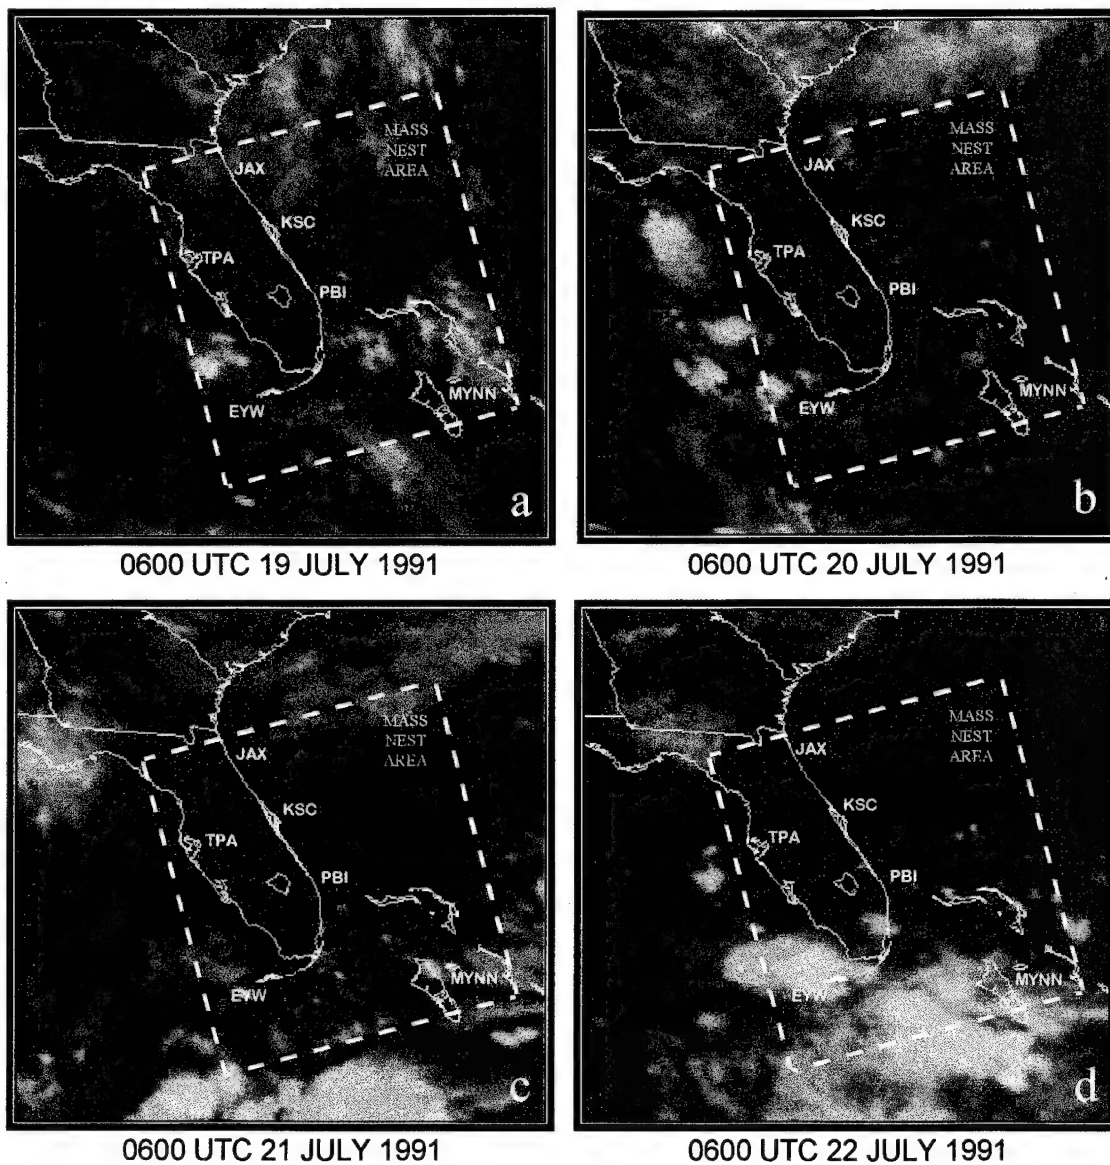 MASS
NEST
AREA
JAX
KSC
TPA
PBI
MYNN
EYW
a
0600 UTC 19 JULY 1991
MASS
NEST
AREA
JAX
KSC
TPA
PBI
MYNN
EYW
b
0600 UTC 20 JULY 1991
MASS
NEST
AREA
JAX
KSC
TPA
PBI
MYNN
EYW
c
0600 UTC 21 JULY 1991
MASS
NEST
AREA
JAX
KSC
TPA
PBI
MYNN
EYW
d
0600 UTC 22 JULY 1991